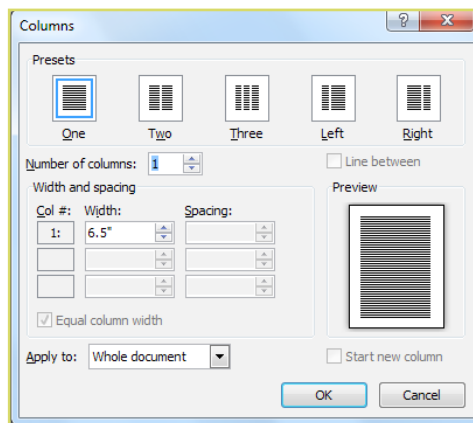 Columns
Presets
One Two Three Left Right
Number of columns: 1 Line between
Width and spacing Preview
Col #: Width: Spacing:
1: 6.5"
Equal column width
Apply to: Whole document Start new column
OK Cancel